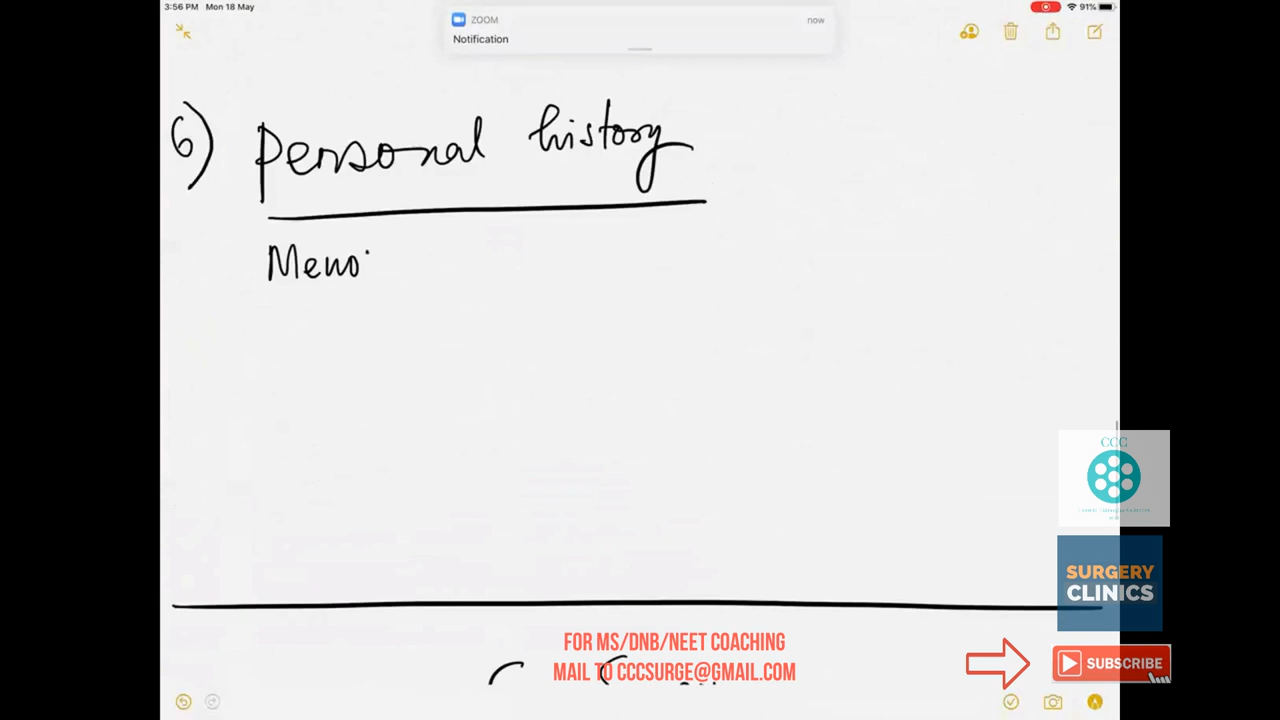 3:56 PM Mon 18 May
91%
ZOOM
now
Notification
6) Personal history
Meno
CCC
SURGERY
CLINICS
FOR MS/DNB/NEET COACHING
MAIL TO CCCSURGE@GMAIL.COM
SUBSCRIBE